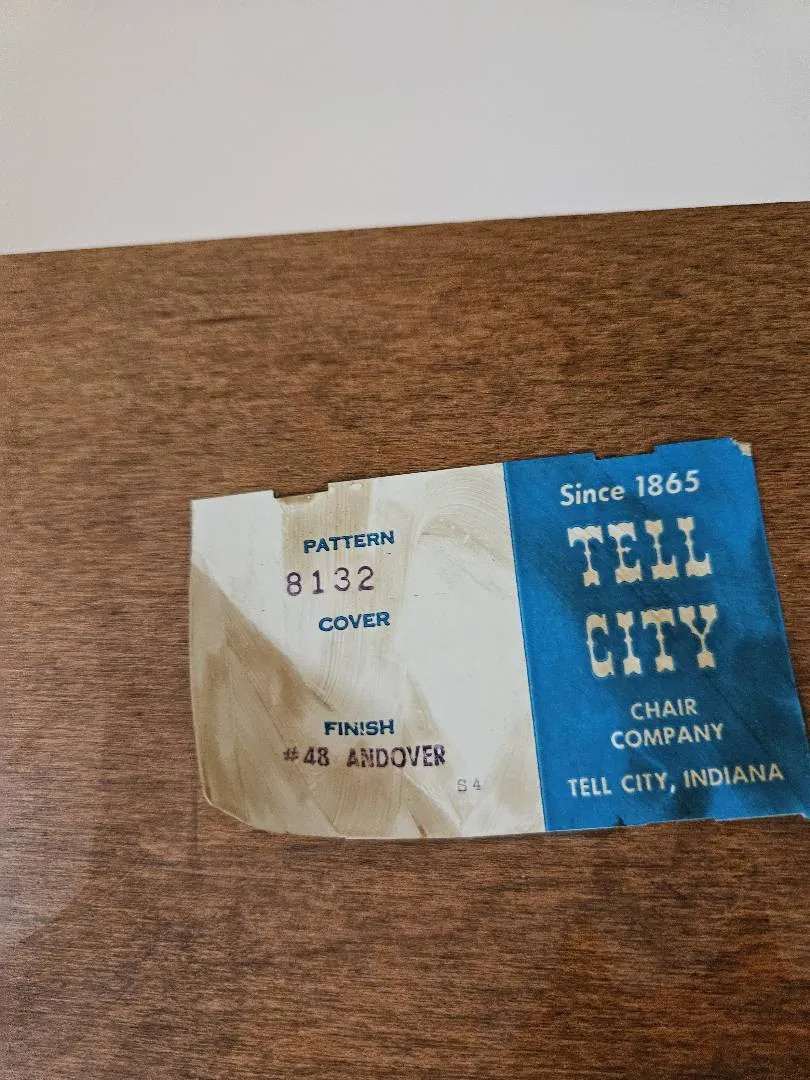 PATTERN
8132
COVER
FINISH
#48 ANDOVER
S4
Since 1865
TELL
CITY
CHAIR
COMPANY
TELL CITY, INDIANA